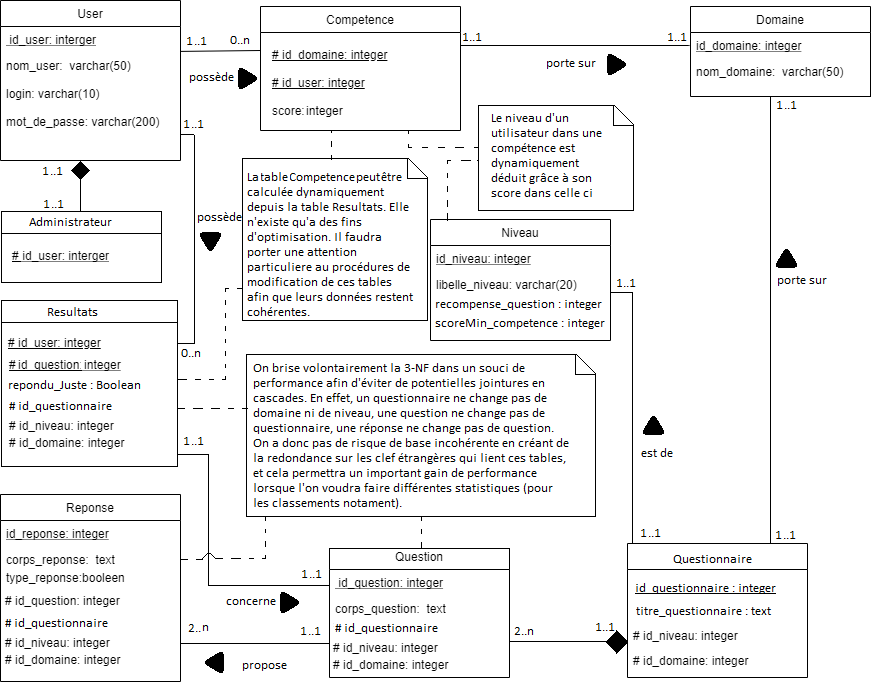 User
id_user: interger
nom_user: varchar(50)
login: varchar(10)
mot_de_passe: varchar(200)
1..1
0..n
possède
Competence
# id_domaine: integer
# id_user: integer
score: integer
1..1
1..1
porte sur
Domaine
id_domaine: integer
nom_domaine: varchar(50)
1..1
1..1
1..1
1..1
Administrateur
# id_user: interger
possède
La table Competence peut être
calculée dynamiquement
depuis la table Resultats. Elle
n'existe qu'a des fins
d'optimisation. Il faudra
porter une attention
particuliere au procédures de
modification de ces tables
afin que leurs données restent
cohérentes.
Le niveau d'un
utilisateur dans une
compétence est
dynamiquement
déduit grâce à son
score dans celle ci
Niveau
id_niveau: integer
libelle_niveau: varchar(20)
recompense_question : integer
scoreMin_competence : integer
1..1
porte sur
Resultats
# id_user: interger
# id_question: integer
repondu_Juste : Boolean
# id_questionnaire
# id_niveau: integer
# id_domaine: integer
0..n
1..1
On brise volontairement la 3-NF dans un souci de
performance afin d'éviter de potentielles jointures en
cascades. En effet, un questionnaire ne change pas de
domaine ni de niveau, une question ne change pas de
questionnaire, une réponse ne change pas de question.
On a donc pas de risque de base incohérente en créant de
la redondance sur les clef étrangères qui lient ces tables,
et cela permettra un important gain de performance
lorsque l'on voudra faire différentes statistiques (pour
les classements notament).
est de
1..1
1..1
Reponse
id_reponse: integer
corps_reponse: text
type_reponse:booleen
# id_question: integer
# id_questionnaire
# id_niveau: integer
# id_domaine: integer
1..1
concerne
2..n
1..1
propose
Question
id_question: integer
corps_question: text
# id_questionnaire
# id_niveau: integer
# id_domaine: integer
2..n
1..1
Questionnaire
id_questionnaire : integer
titre_questionnaire : text
# id_niveau: integer
# id_domaine: integer